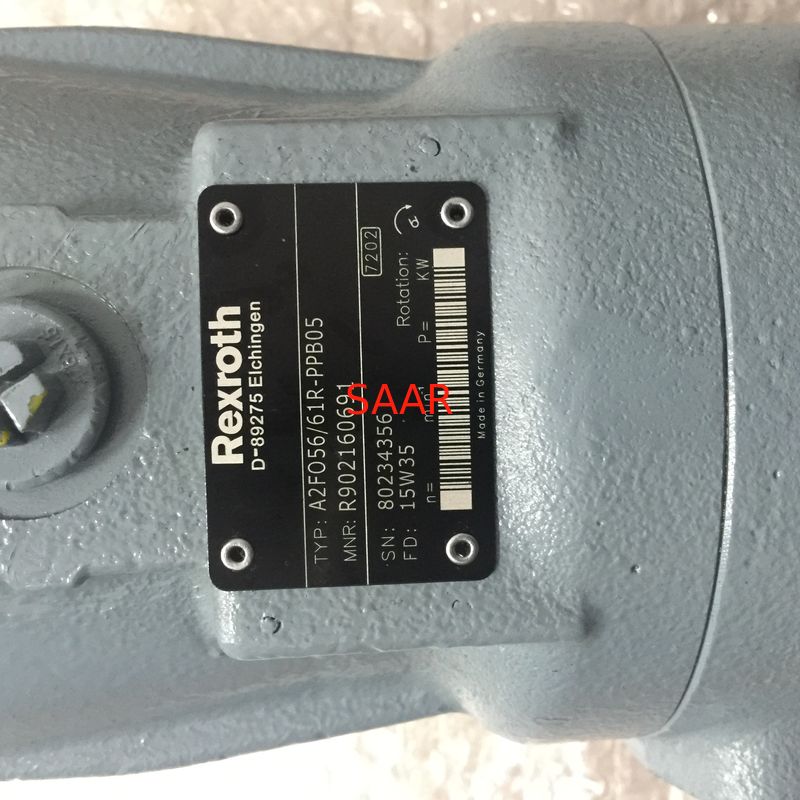 Rexroth
D-89275 Elchingen
TYP: A2FO56/61R-PPB05
MNR: R902160691
7202
SN: 80234356
FD: 15W35 Rotation:
n= min P= KW
Made in Germany
SAAR